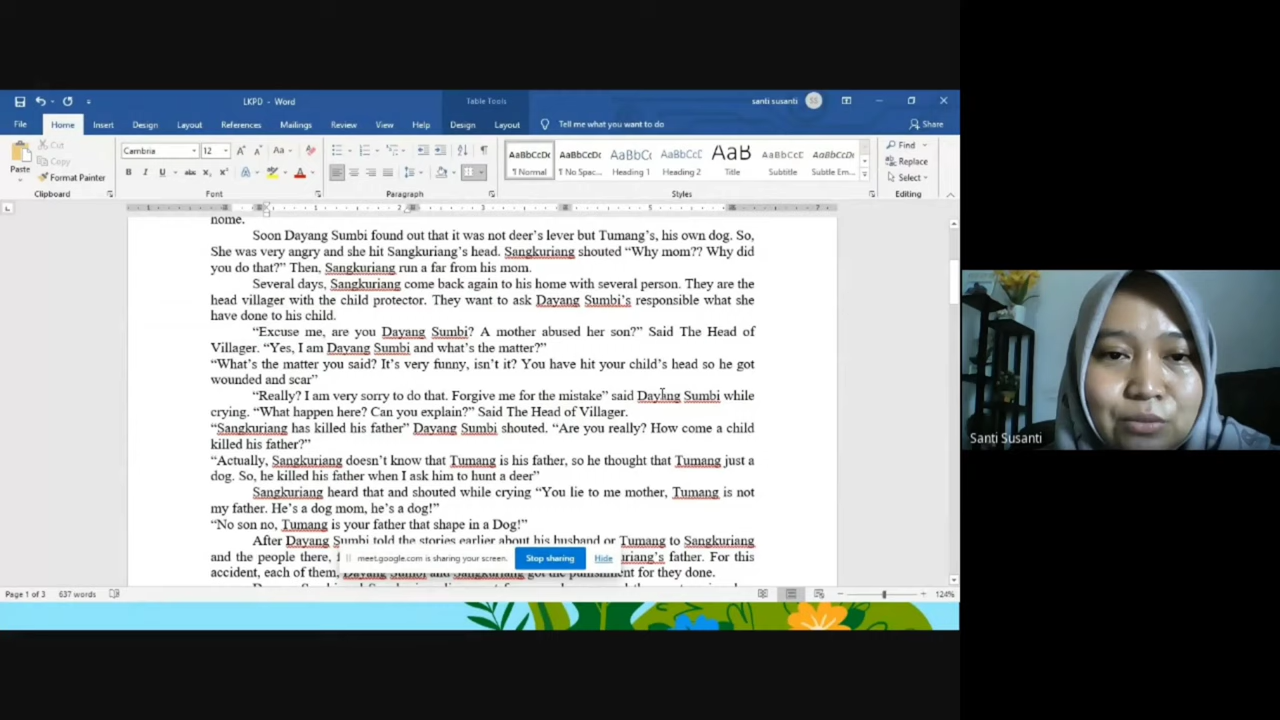 LKPD - Word
Table Tools
santi susanti
SS
File
Home
Insert
Design
Layout
References
Mailings
Review
View
Help
Design
Layout
Tell me what you want to do
Share
Paste
Cut
Copy
Format Painter
Clipboard
Cambria
12
Font
Paragraph
AaBbCcDc
¶ Normal
AaBbCcDc
¶ No Spac...
AaBbC
Heading 1
AaBbCc
Heading 2
AaB
Title
AaBbCcD
Subtitle
AaBbCcD
Subtle Em...
Styles
Find
Replace
Select
Editing
Soon Dayang Sumbi found out that it was not deer’s lever but Tumang’s, his own dog. So,
She was very angry and she hit Sangkuriang’s head. Sangkuriang shouted “Why mom?? Why did
you do that?” Then, Sangkuriang run a far from his mom.
Several days, Sangkuriang come back again to his home with several person. They are the
head villager with the child protector. They want to ask Dayang Sumbi’s responsible what she
have done to his child.
“Excuse me, are you Dayang Sumbi? A mother abused her son?” Said The Head of
Villager. “Yes, I am Dayang Sumbi and what’s the matter?”
“What’s the matter you said? It’s very funny, isn’t it? You have hit your child’s head so he got
wounded and scar”
“Really? I am very sorry to do that. Forgive me for the mistake” said Dayang Sumbi while
crying. “What happen here? Can you explain?” Said The Head of Villager.
“Sangkuriang has killed his father” Dayang Sumbi shouted. “Are you really? How come a child
killed his father?”
“Actually, Sangkuriang doesn’t know that Tumang is his father, so he thought that Tumang just a
dog. So, he killed his father when I ask him to hunt a deer”
Sangkuriang heard that and shouted while crying “You lie to me mother, Tumang is not
my father. He’s a dog mom, he’s a dog!”
“No son no, Tumang is your father that shape in a Dog!”
After Dayang Sumbi told the stories earlier about his husband or Tumang to Sangkuriang
and the people there, father. For this
accident, each of them, Dayang Sumbi and Sangkuriang got the punishment for they done.
meet.google.com is sharing your screen.
Stop sharing
Hide
Page 1 of 3
637 words
124%
Santi Susanti